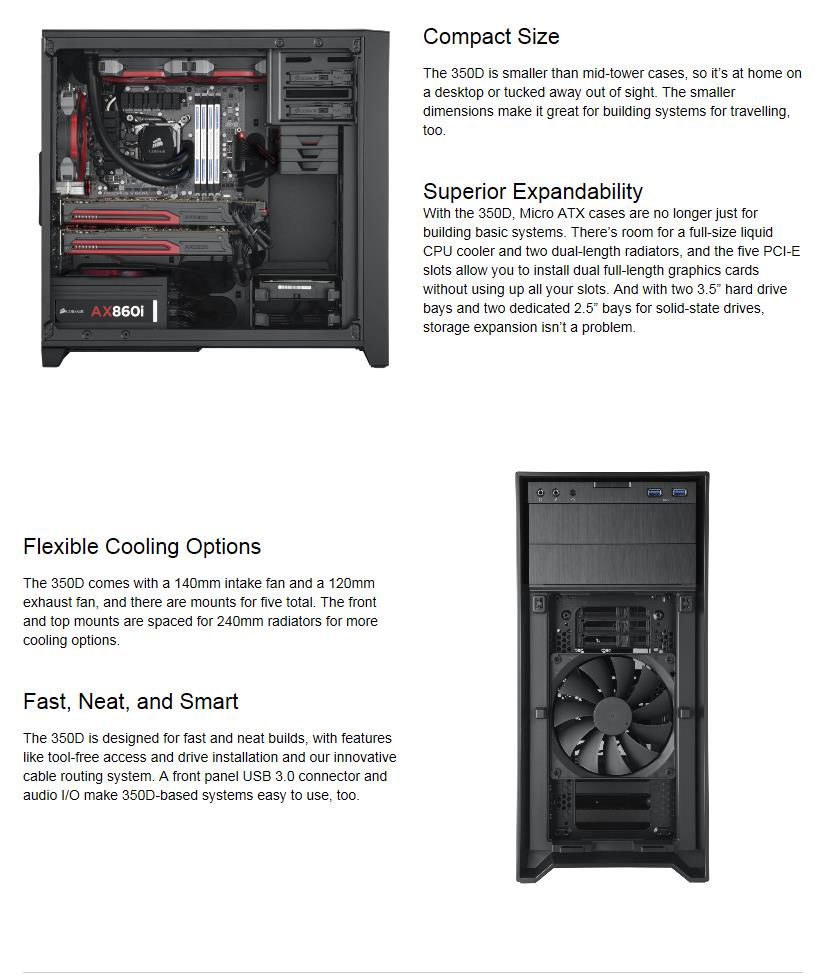 Compact Size
The 350D is smaller than mid-tower cases, so it’s at home on
a desktop or tucked away out of sight. The smaller
dimensions make it great for building systems for travelling,
too.
Superior Expandability
With the 350D, Micro ATX cases are no longer just for
building basic systems. There’s room for a full-size liquid
CPU cooler and two dual-length radiators, and the five PCI-E
slots allow you to install dual full-length graphics cards
without using up all your slots. And with two 3.5” hard drive
bays and two dedicated 2.5” bays for solid-state drives,
storage expansion isn’t a problem.
RADEON
RADEON
CORSAIR AX860i
Flexible Cooling Options
The 350D comes with a 140mm intake fan and a 120mm
exhaust fan, and there are mounts for five total. The front
and top mounts are spaced for 240mm radiators for more
cooling options.
Fast, Neat, and Smart
The 350D is designed for fast and neat builds, with features
like tool-free access and drive installation and our innovative
cable routing system. A front panel USB 3.0 connector and
audio I/O make 350D-based systems easy to use, too.